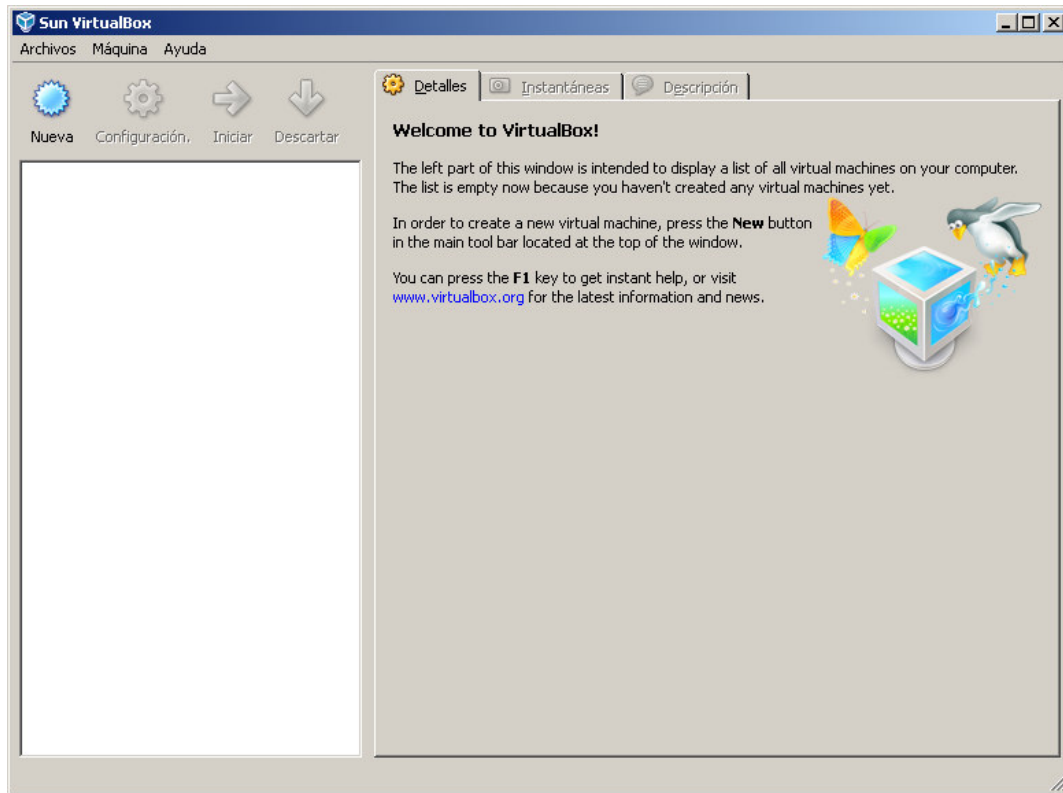 Sun VirtualBox
Archivos Máquina Ayuda
Nueva Configuración. Iniciar Descartar
Detalles Instantáneas Descripción
Welcome to VirtualBox!
The left part of this window is intended to display a list of all virtual machines on your computer.
The list is empty now because you haven't created any virtual machines yet.
In order to create a new virtual machine, press the New button
in the main tool bar located at the top of the window.
You can press the F1 key to get instant help, or visit
www.virtualbox.org for the latest information and news.